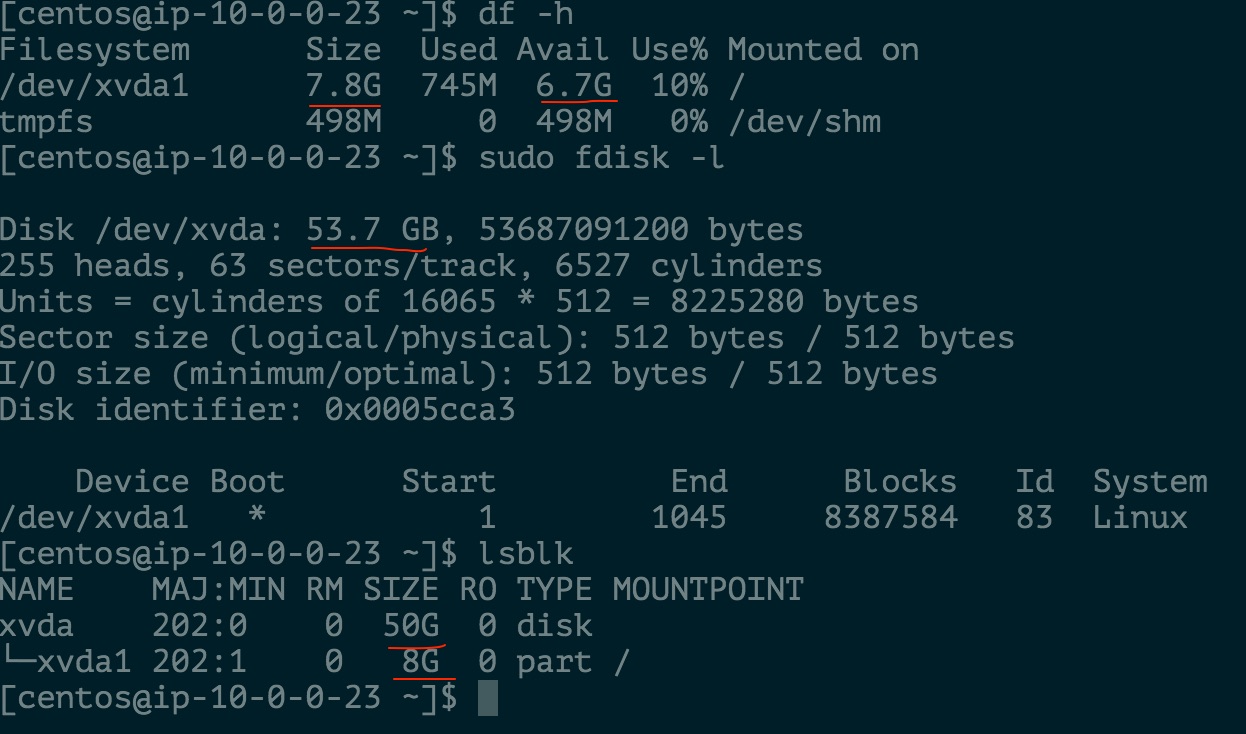 [centos@ip-10-0-0-23 ~]$ df -h
Filesystem      Size  Used Avail Use% Mounted on
/dev/xvda1      7.8G  745M  6.7G  10% /
tmpfs           498M     0  498M   0% /dev/shm
[centos@ip-10-0-0-23 ~]$ sudo fdisk -l
Disk /dev/xvda: 53.7 GB, 53687091200 bytes
255 heads, 63 sectors/track, 6527 cylinders
Units = cylinders of 16065 * 512 = 8225280 bytes
Sector size (logical/physical): 512 bytes / 512 bytes
I/O size (minimum/optimal): 512 bytes / 512 bytes
Disk identifier: 0x0005cca3
    Device Boot      Start         End      Blocks   Id  System
/dev/xvda1   *           1        1045     8387584   83  Linux
[centos@ip-10-0-0-23 ~]$ lsblk
NAME    MAJ:MIN RM SIZE RO TYPE MOUNTPOINT
xvda    202:0    0  50G  0 disk
└─xvda1 202:1    0   8G  0 part /
[centos@ip-10-0-0-23 ~]$